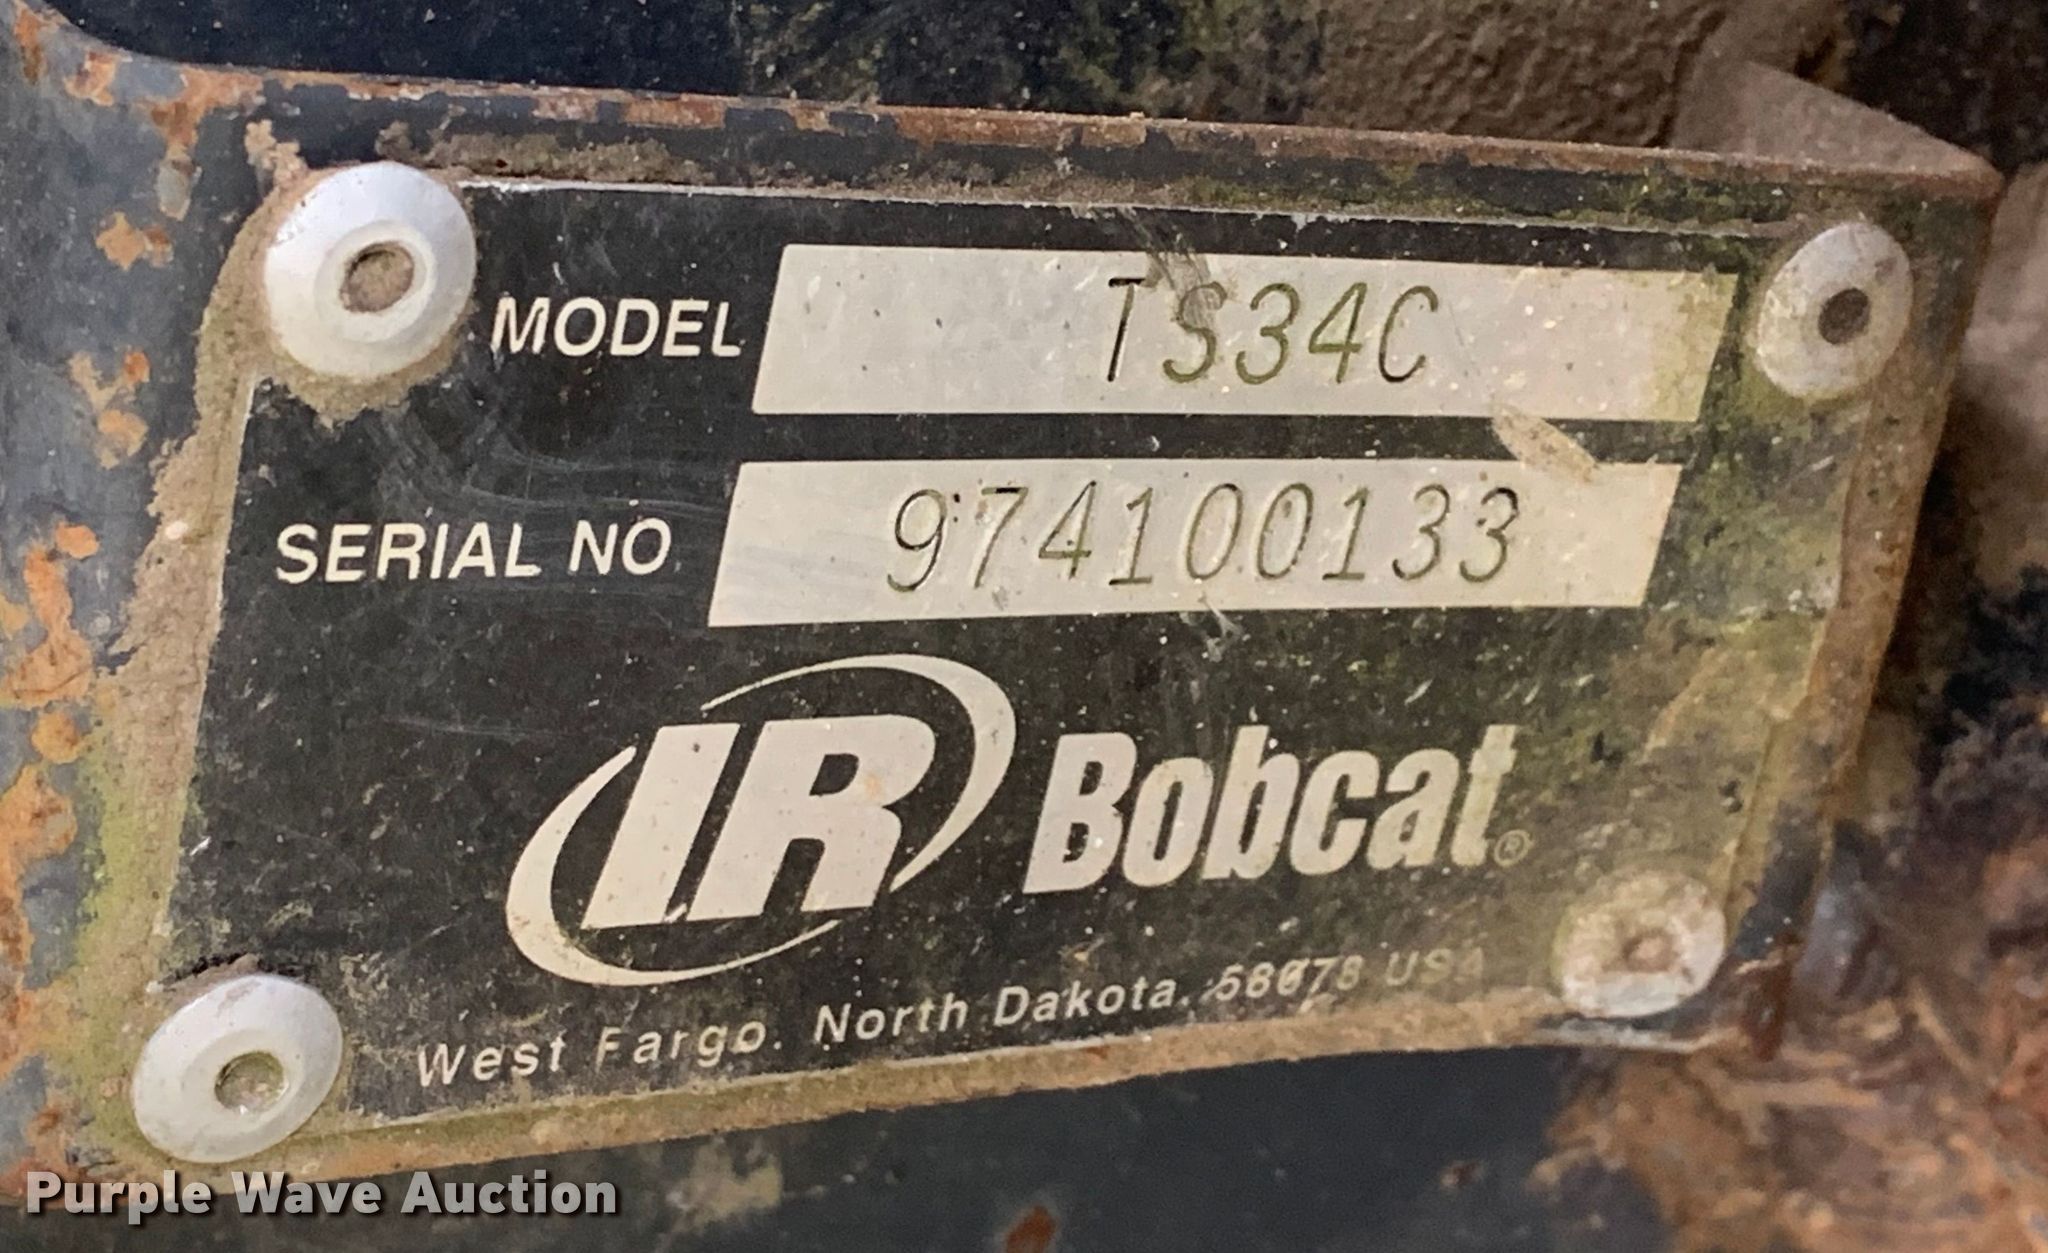 MODEL TS34C
SERIAL NO 974100133
IR Bobcat®
West Fargo, North Dakota, 58078 USA
Purple Wave Auction